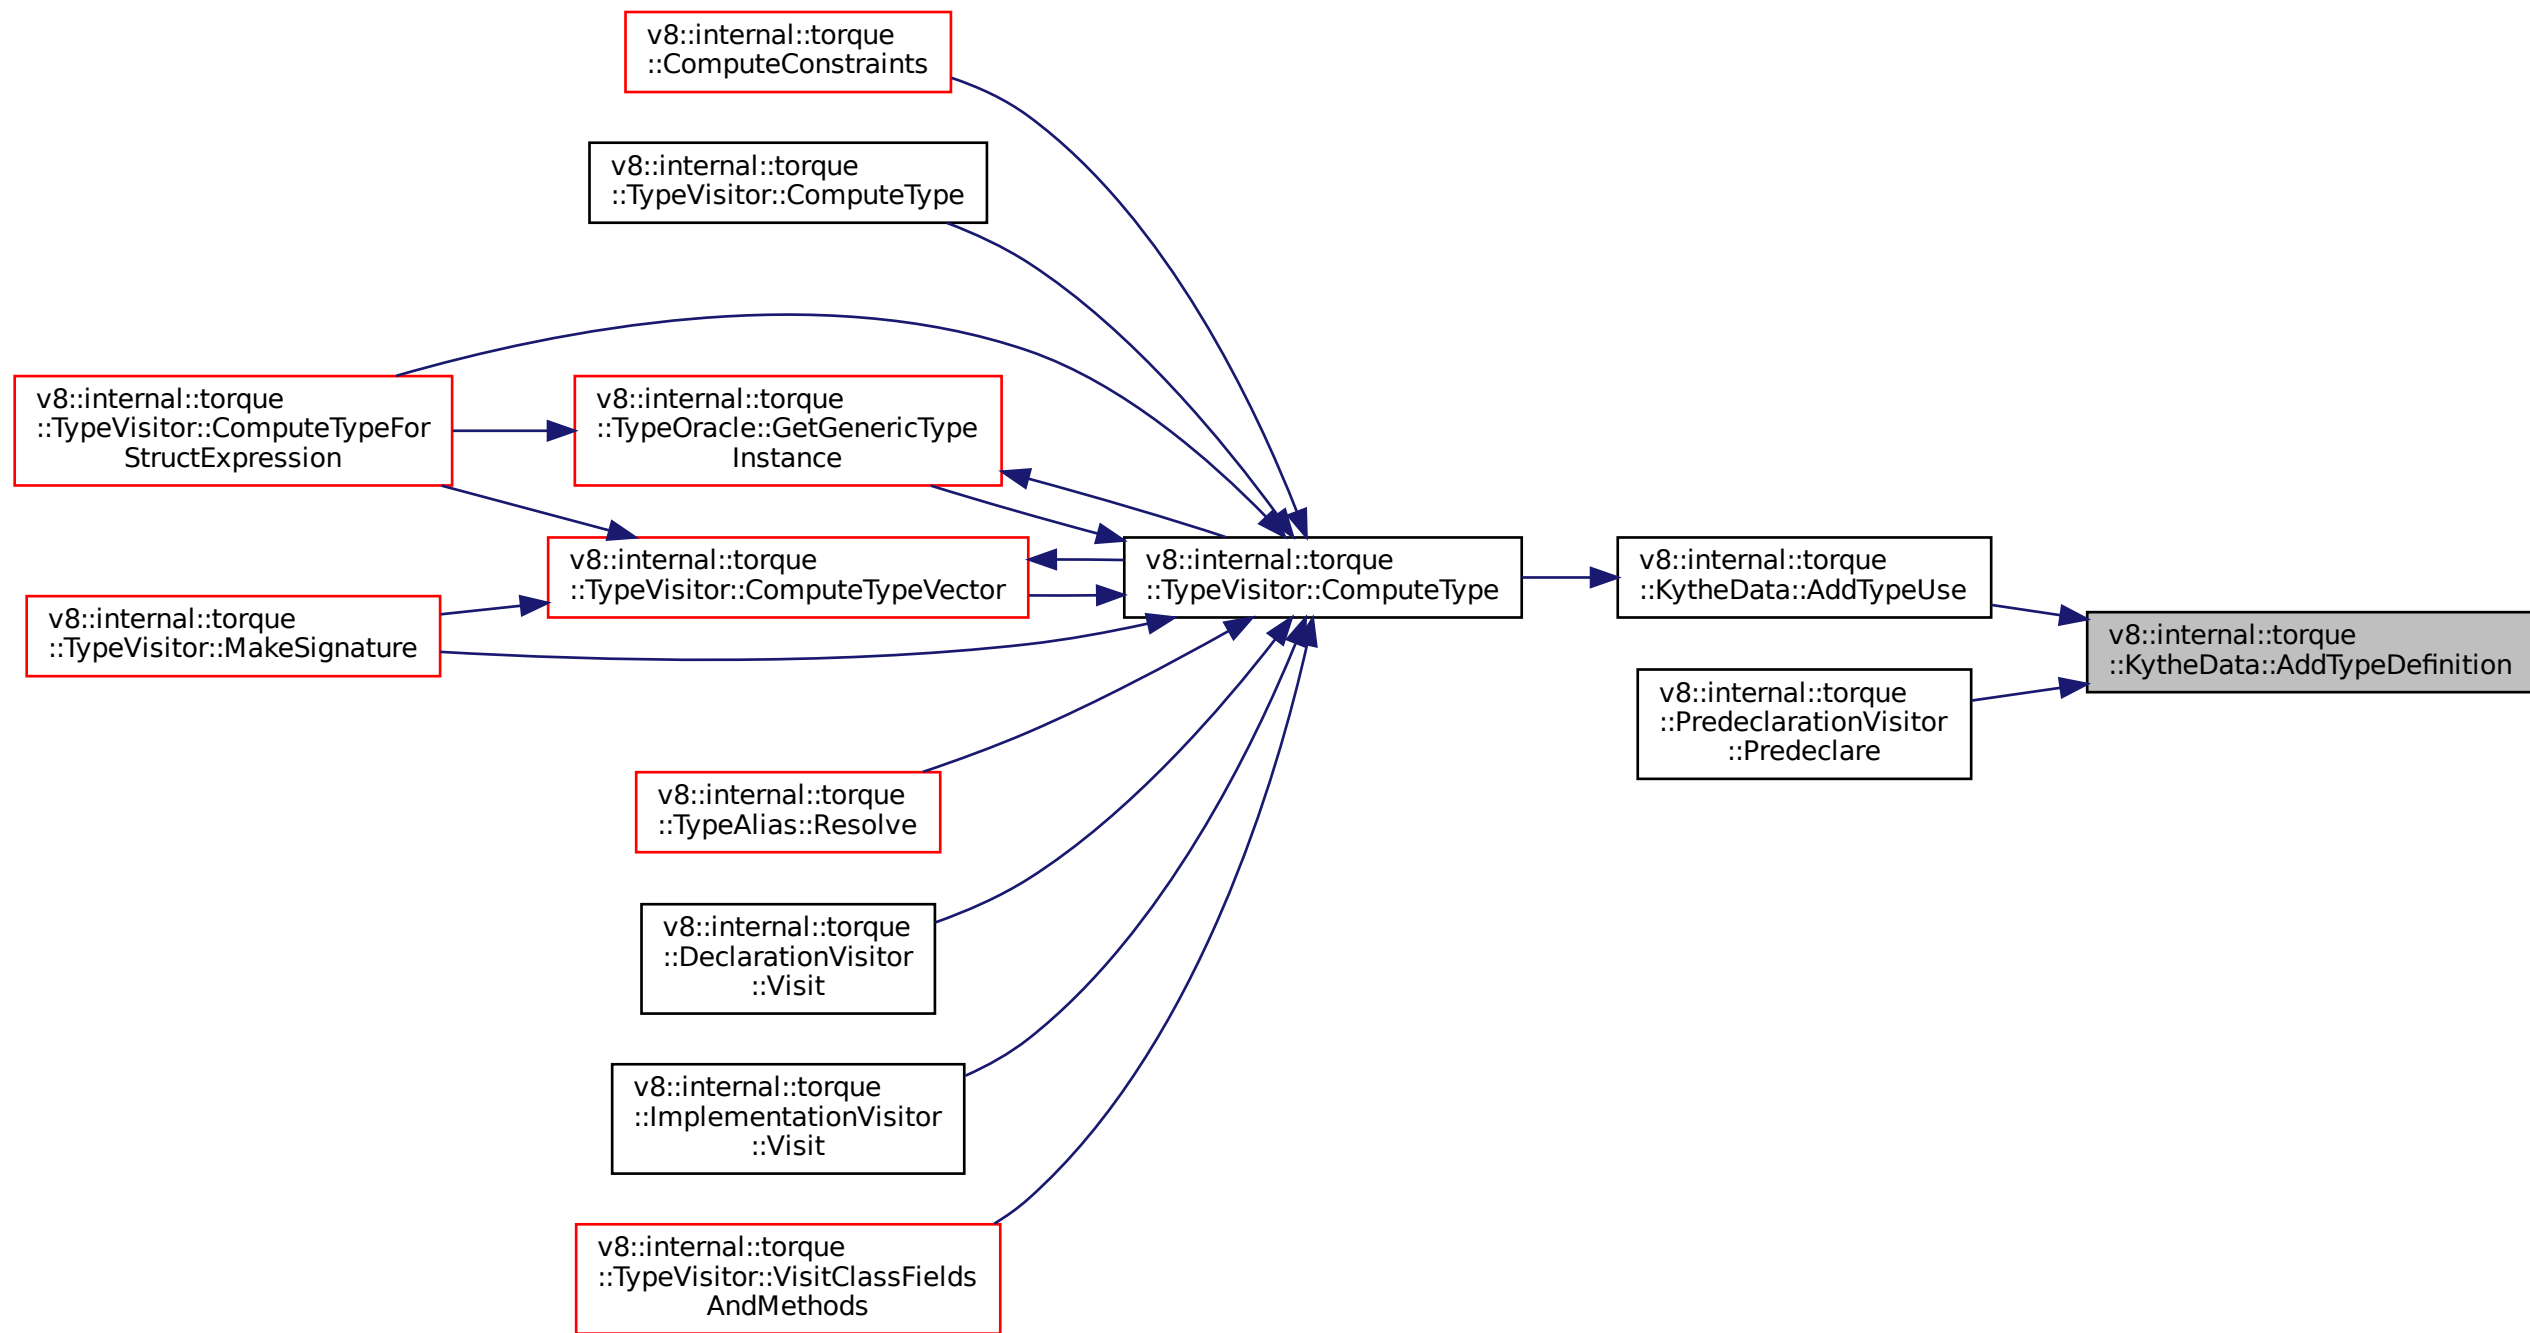 v8::internal::torque
::ComputeConstraints
v8::internal::torque
::TypeVisitor::ComputeType
v8::internal::torque
::TypeVisitor::ComputeTypeFor
StructExpression
v8::internal::torque
::TypeOracle::GetGenericType
Instance
v8::internal::torque
::TypeVisitor::ComputeTypeVector
v8::internal::torque
::TypeVisitor::MakeSignature
v8::internal::torque
::TypeVisitor::ComputeType
v8::internal::torque
::KytheData::AddTypeUse
v8::internal::torque
::KytheData::AddTypeDefinition
v8::internal::torque
::PredeclarationVisitor
::Predeclare
v8::internal::torque
::TypeAlias::Resolve
v8::internal::torque
::DeclarationVisitor
::Visit
v8::internal::torque
::ImplementationVisitor
::Visit
v8::internal::torque
::TypeVisitor::VisitClassFields
AndMethods